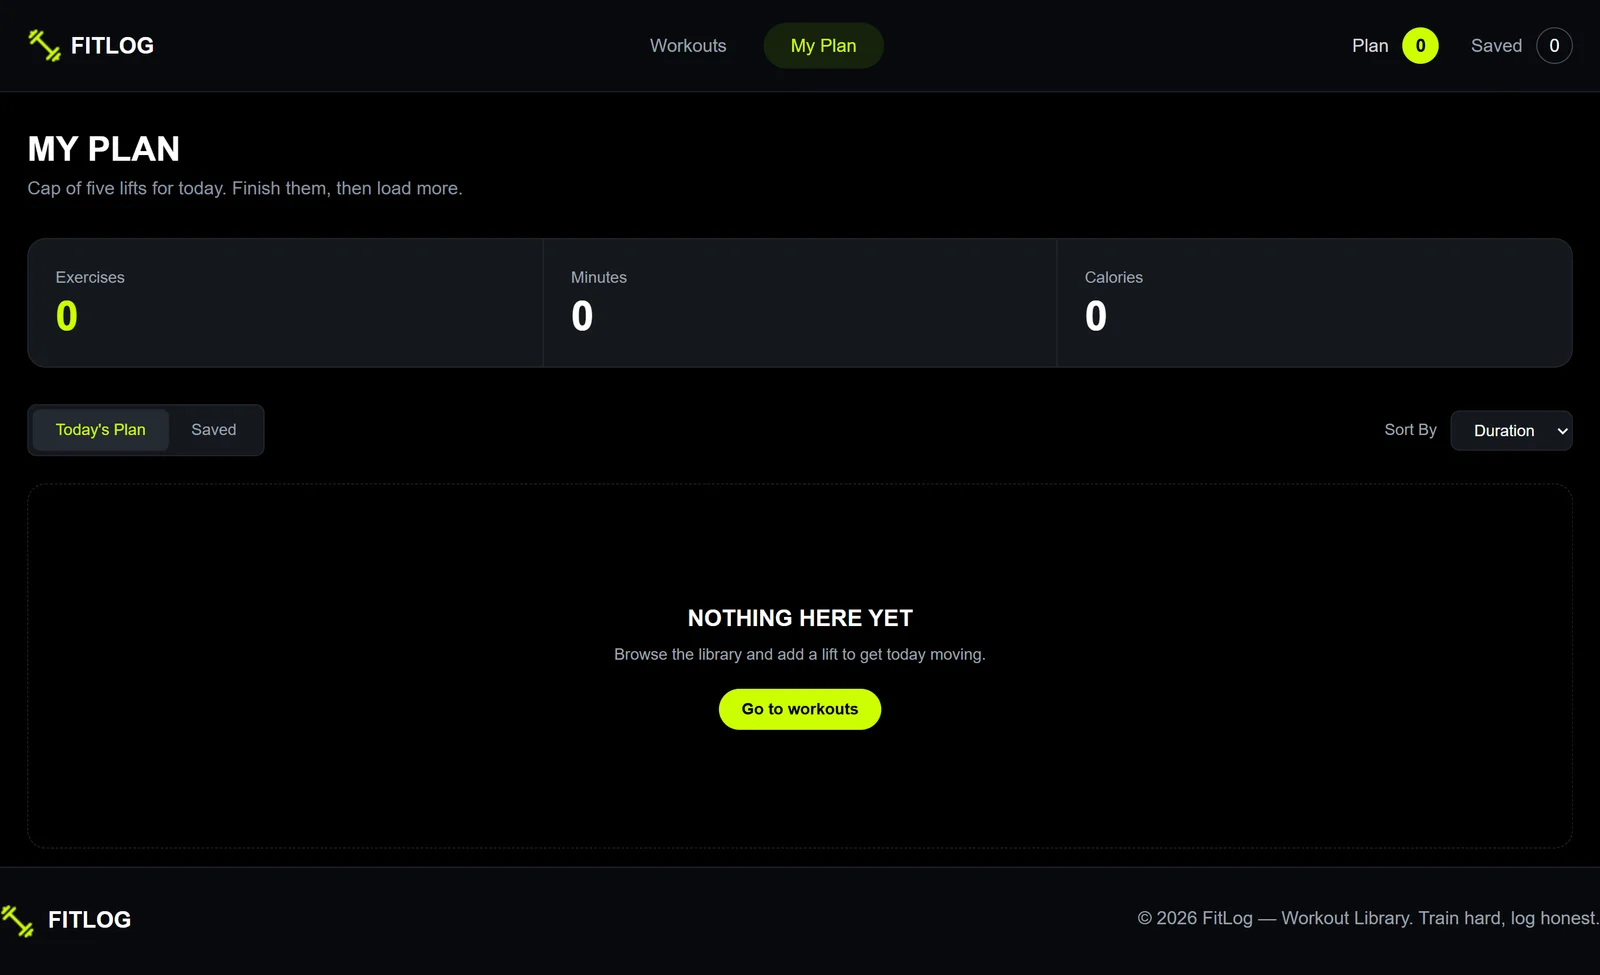 FITLOG
Workouts
My Plan
Plan 0
Saved 0
MY PLAN
Cap of five lifts for today. Finish them, then load more.
Exercises
0
Minutes
0
Calories
0
Today's Plan
Saved
Sort By
Duration
NOTHING HERE YET
Browse the library and add a lift to get today moving.
Go to workouts
FITLOG
© 2026 FitLog — Workout Library. Train hard, log honest.